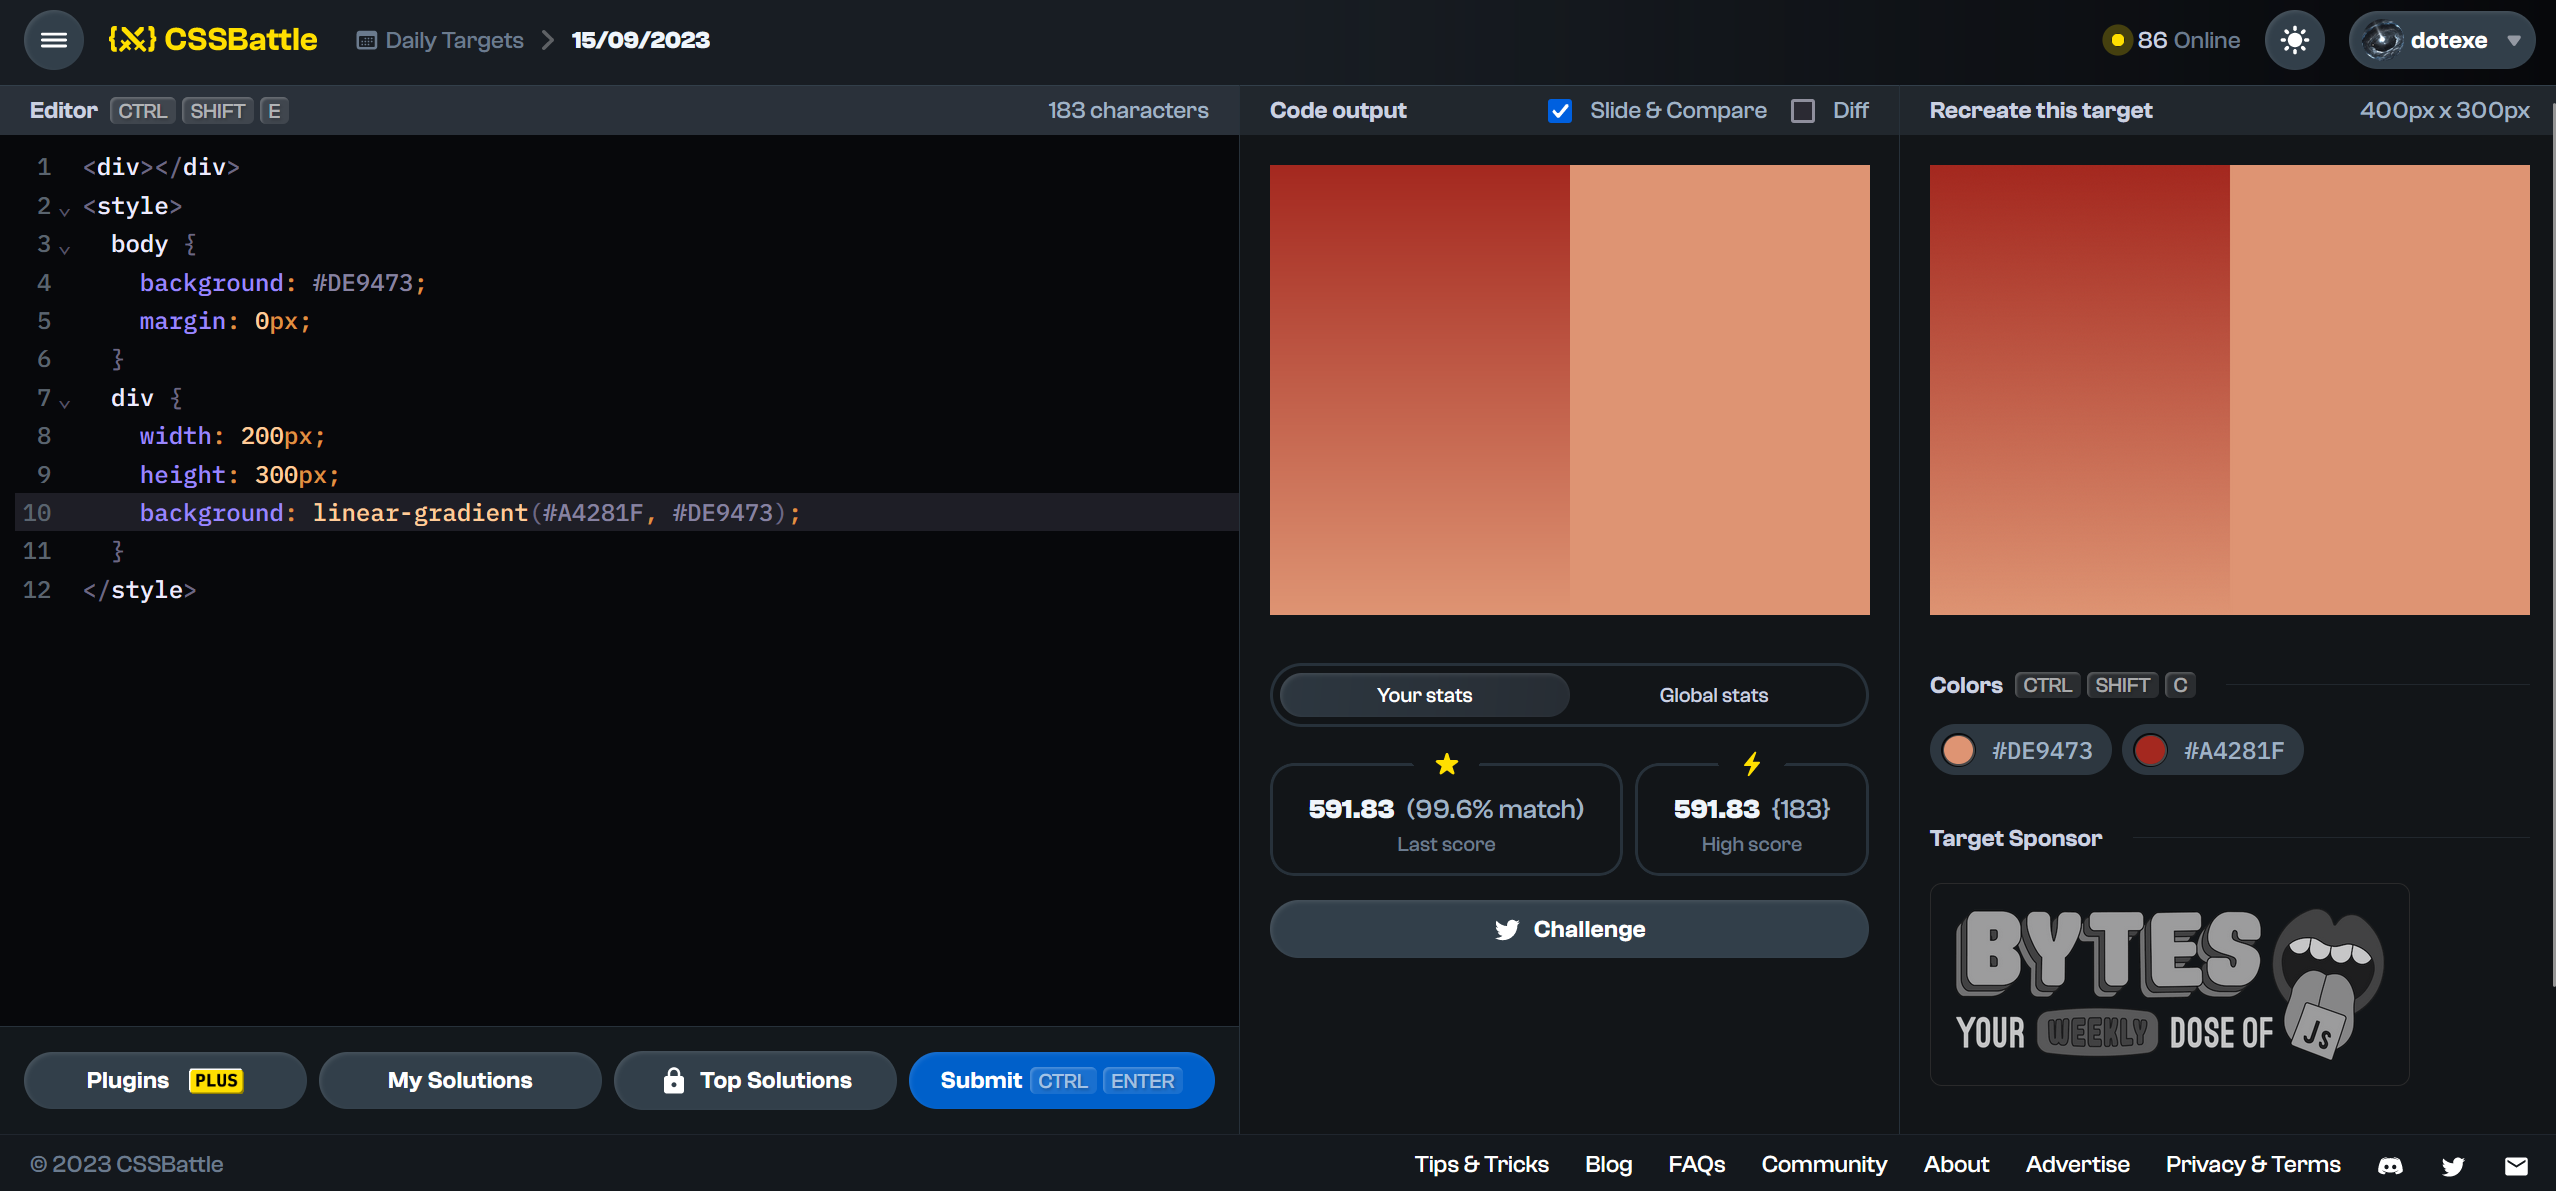 CSSBattle
Daily Targets
15/09/2023
86 Online
dotexe
Editor CTRL SHIFT E
183 characters
1 <div></div>
2 <style>
3 body {
4 background: #DE9473;
5 margin: 0px;
6 }
7 div {
8 width: 200px;
9 height: 300px;
10 background: linear-gradient(#A4281F, #DE9473);
11 }
12 </style>
Plugins PLUS
My Solutions
Top Solutions
Submit CTRL ENTER
Code output
Slide & Compare
Diff
Your stats
Global stats
591.83 (99.6% match)
Last score
591.83 {183}
High score
Challenge
Recreate this target
400px x 300px
Colors CTRL SHIFT C
#DE9473
#A4281F
Target Sponsor
BYTES
YOUR WEEKLY DOSE OF
JS
© 2023 CSSBattle
Tips & Tricks
Blog
FAQs
Community
About
Advertise
Privacy & Terms